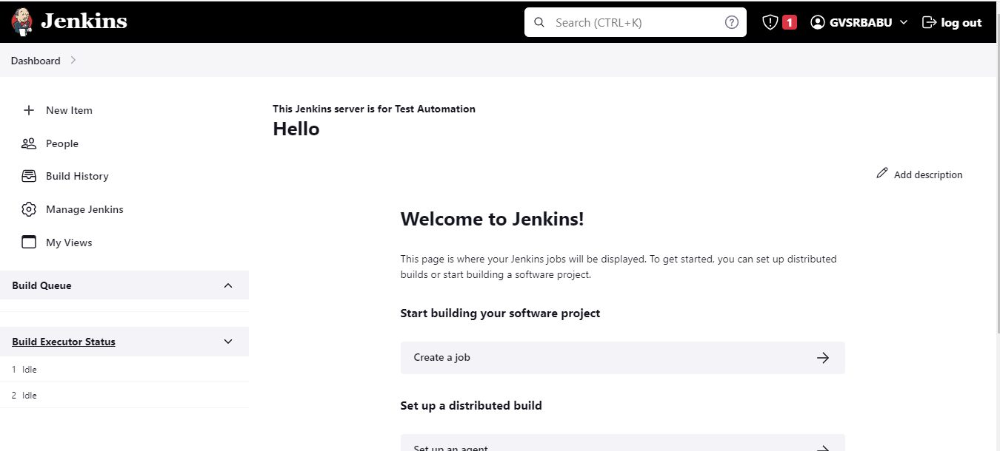 Jenkins
Search (CTRL+K)
1
GVSRBABU
log out
Dashboard
New Item
People
Build History
Manage Jenkins
My Views
Build Queue
Build Executor Status
1 Idle
2 Idle
This Jenkins server is for Test Automation
Hello
Add description
Welcome to Jenkins!
This page is where your Jenkins jobs will be displayed. To get started, you can set up distributed
builds or start building a software project.
Start building your software project
Create a job
Set up a distributed build
Set up an agent